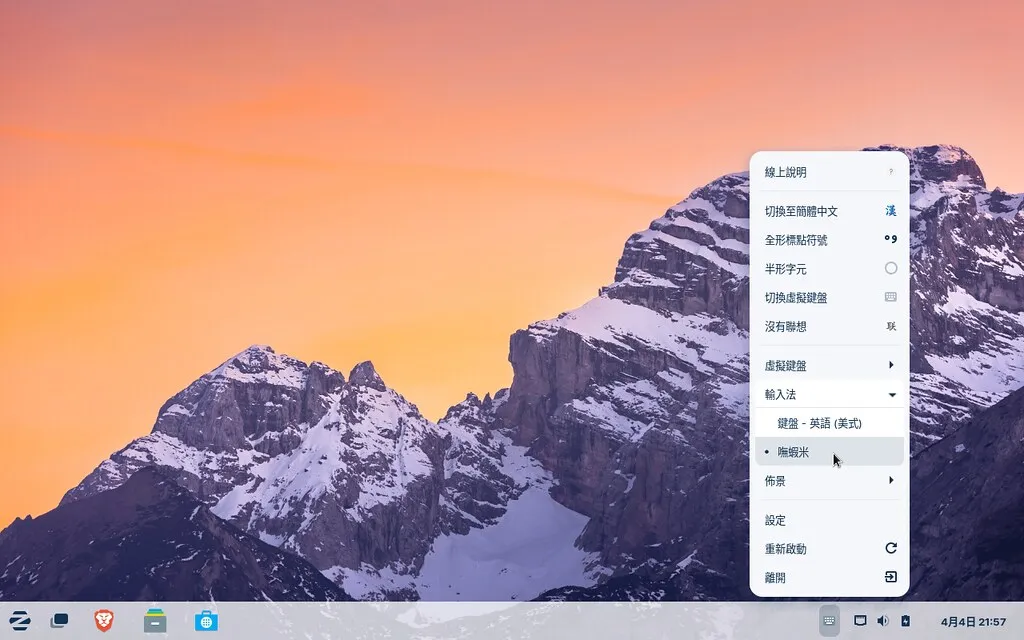 線上說明
切換至簡體中文 漢
全形標點符號
半形字元
切換虛擬鍵盤
沒有聯想 联
虛擬鍵盤
輸入法
鍵盤 - 英語 (美式)
• 嘸蝦米
佈景
設定
重新啟動
離開
4月4日 21:57